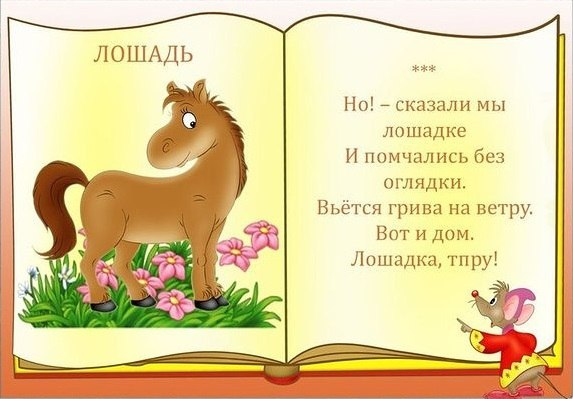 ЛОШАДЬ
***
Но! – сказали мы
лошадке
И помчались без
оглядки.
Вьётся грива на ветру.
Вот и дом.
Лошадка, тпру!